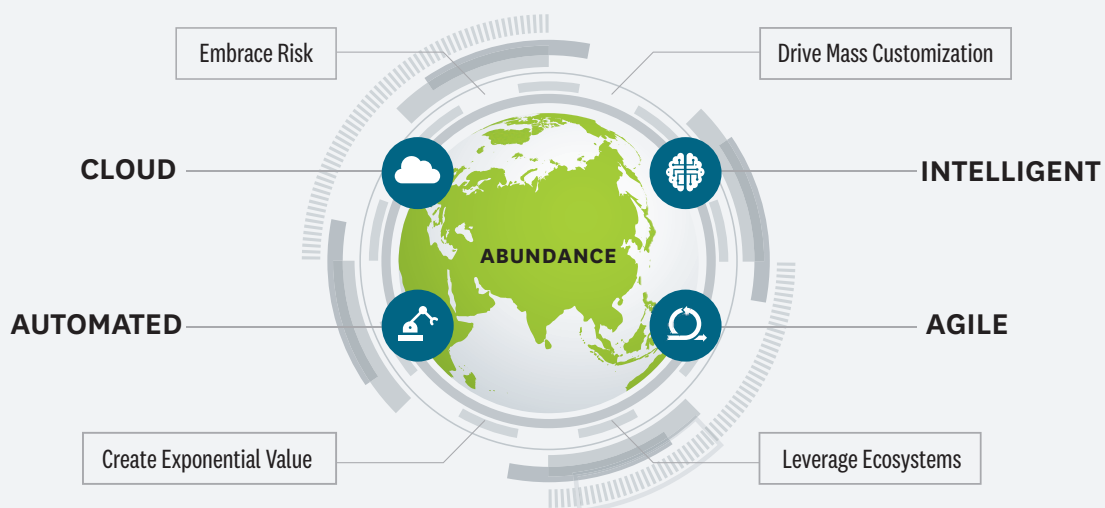 Embrace Risk
Drive Mass Customization
CLOUD
INTELLIGENT
ABUNDANCE
AUTOMATED
AGILE
Create Exponential Value
Leverage Ecosystems